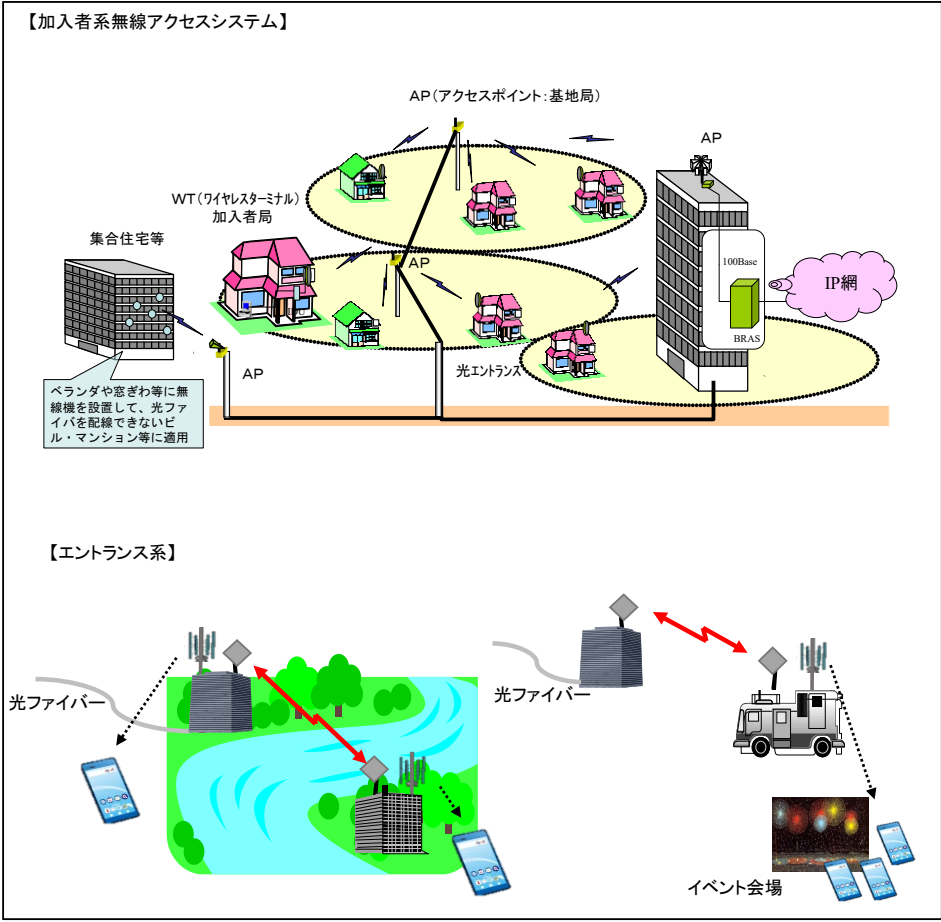 【加入者系無線アクセスシステム】
AP(アクセスポイント:基地局)
AP
WT(ワイヤレスターミナル)
加入者局
集合住宅等
AP
100Base
IP網
BRAS
光エントランス
AP
ベランダや窓ぎわ等に無
線機を設置して、光ファ
イバを配線できないビ
ル・マンション等に適用
【エントランス系】
光ファイバー
光ファイバー
イベント会場